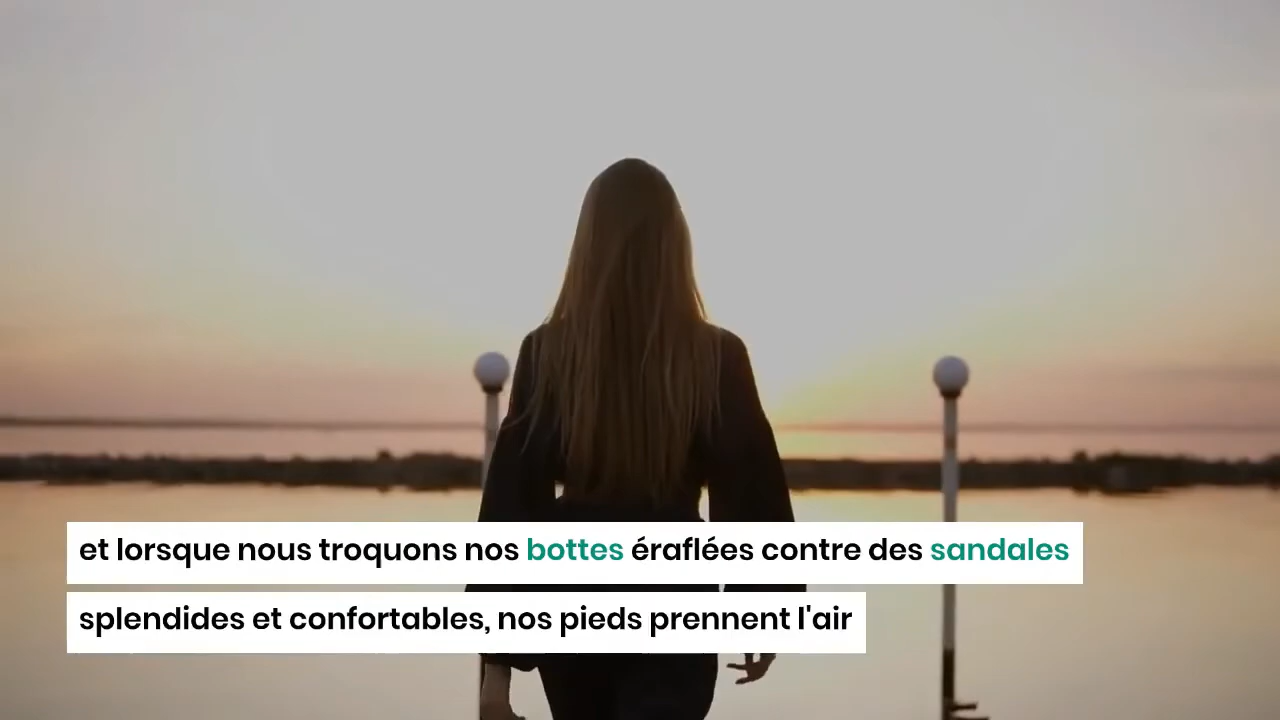 et lorsque nous troquons nos bottes éraflées contre des sandales
splendides et confortables, nos pieds prennent l'air